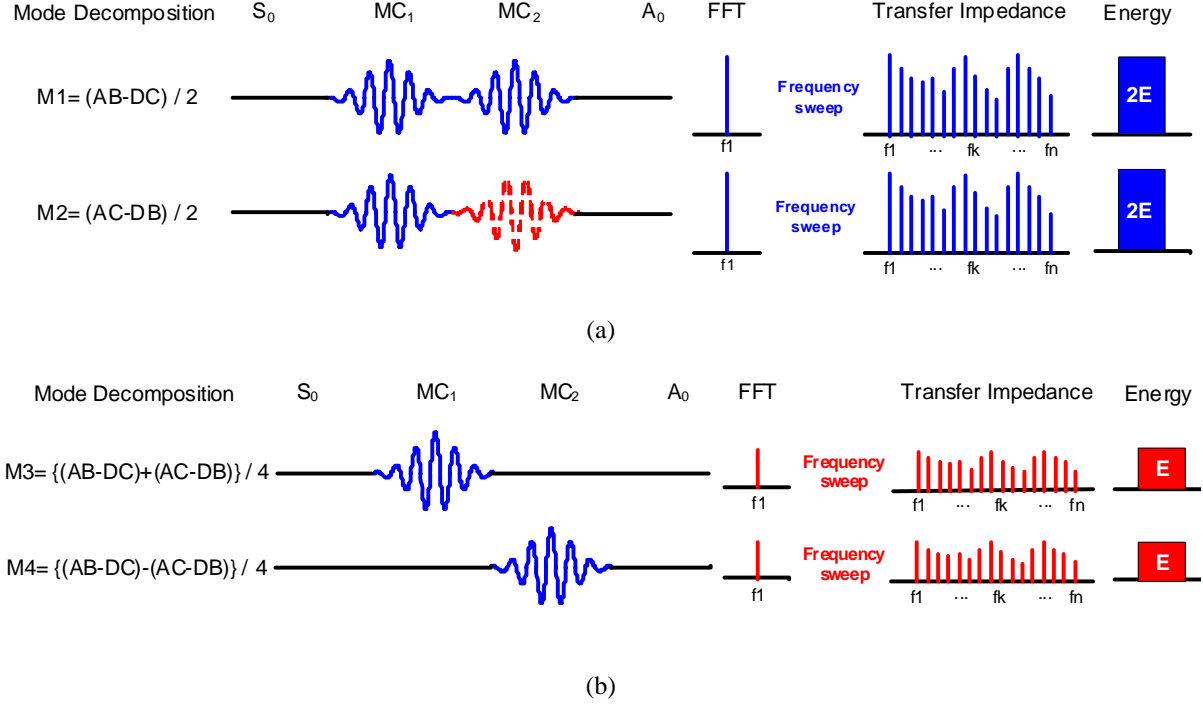 Mode Decomposition S₀ MC₁ MC₂ A₀ FFT Transfer Impedance Energy
M1= (AB-DC) / 2 Frequency sweep 2E
f1 f1 ... fk ... fn
M2= (AC-DB) / 2 Frequency sweep 2E
f1 f1 ... fk ... fn
(a)
Mode Decomposition S₀ MC₁ MC₂ A₀ FFT Transfer Impedance Energy
M3= {(AB-DC)+(AC-DB)} / 4 Frequency sweep E
f1 f1 ... fk ... fn
M4= {(AB-DC)-(AC-DB)} / 4 Frequency sweep E
f1 f1 ... fk ... fn
(b)